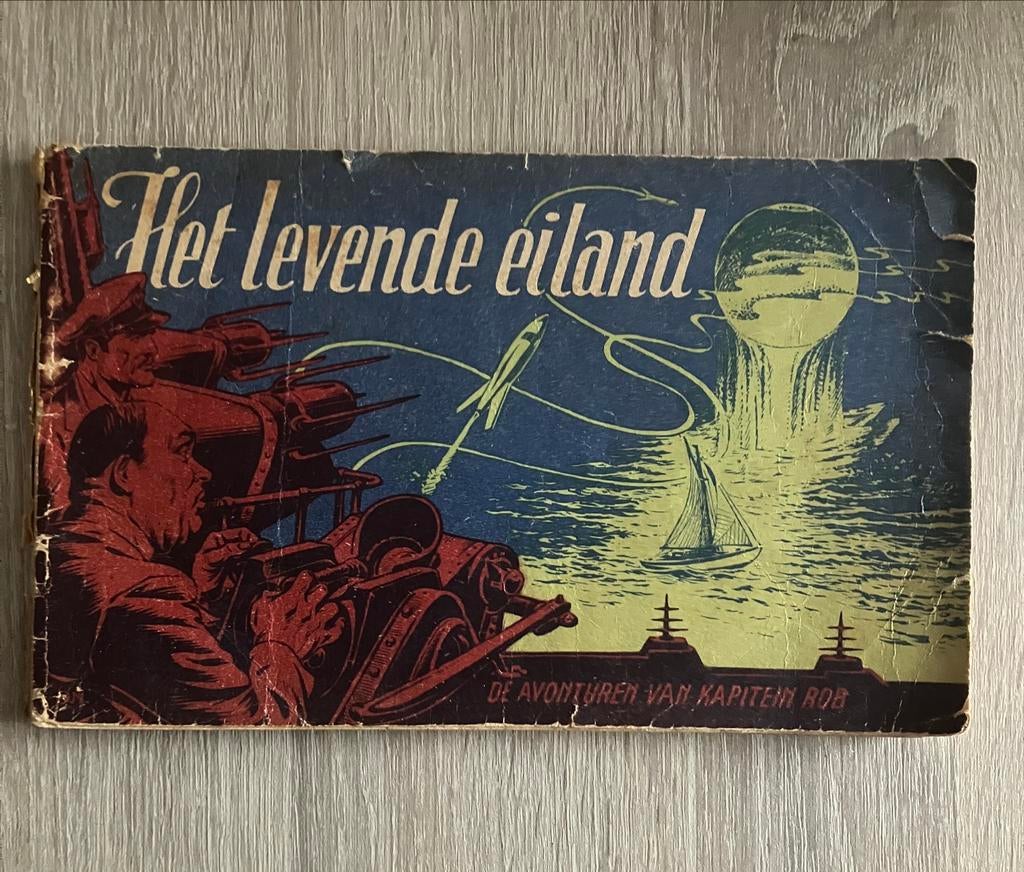 Het levende eiland
DE AVONTUREN VAN KAPITEIN ROB